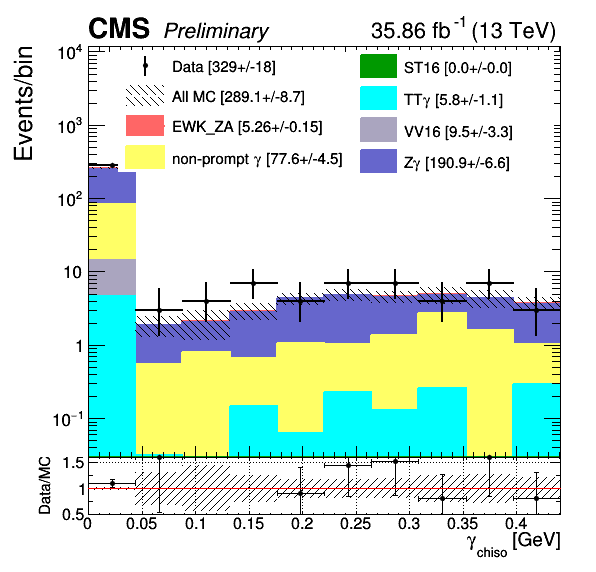 CMS Preliminary 35.86 fb⁻¹ (13 TeV)
Events/bin
10⁴
10³
10²
10
1
10⁻¹
Data [329+/-18]
All MC [289.1+/-8.7]
EWK_ZA [5.26+/-0.15]
non-prompt γ [77.6+/-4.5]
ST16 [0.0+/-0.0]
TTγ [5.8+/-1.1]
VV16 [9.5+/-3.3]
Zγ [190.9+/-6.6]
Data/MC
1.5
1
0.5
0 0.05 0.1 0.15 0.2 0.25 0.3 0.35 0.4
γ_chiso [GeV]